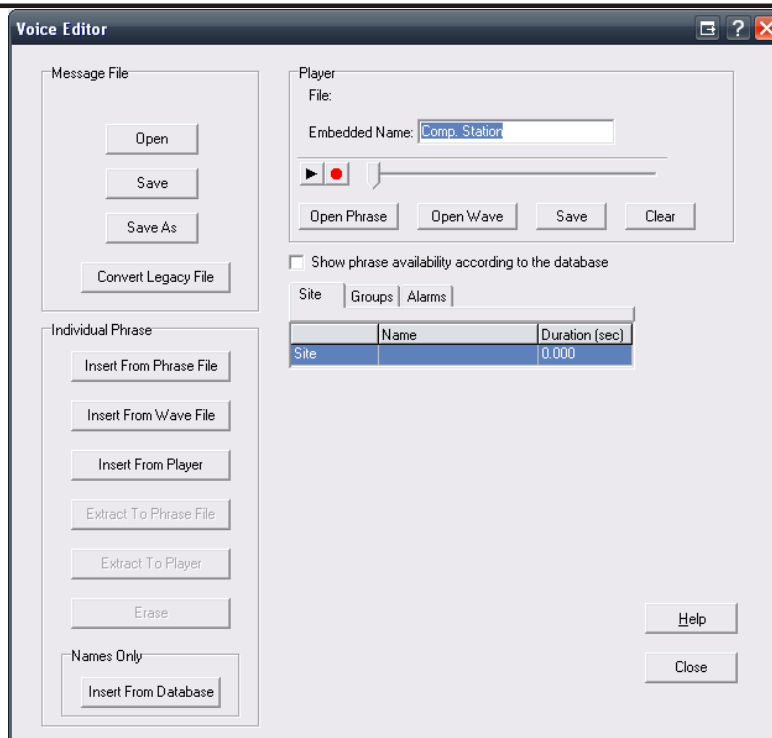 Voice Editor
Message File
Open
Save
Save As
Convert Legacy File
Individual Phrase
Insert From Phrase File
Insert From Wave File
Insert From Player
Extract To Phrase File
Extract To Player
Erase
Names Only
Insert From Database
Player
File:
Embedded Name: Comp. Station
Open Phrase Open Wave Save Clear
Show phrase availability according to the database
Site Groups Alarms
Name Duration (sec)
Site 0.000
Help
Close